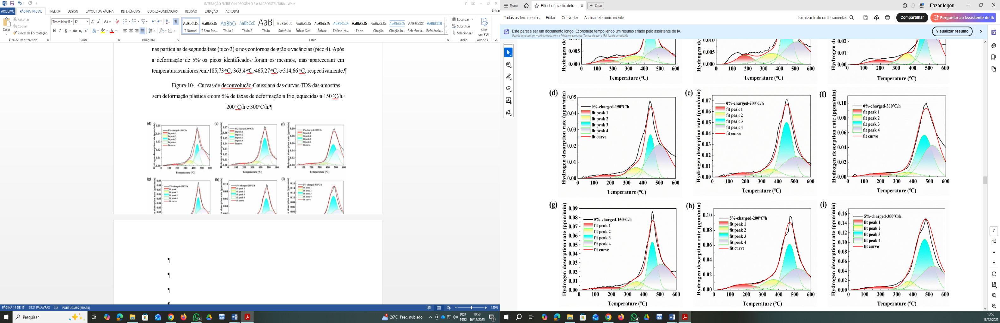 INTERAÇÃO ENTRE O HIDROGÊNIO E A MICROESTRUTURA - Word
ARQUIVO PÁGINA INICIAL INSERIR DESIGN LAYOUT DA PÁGINA REFERÊNCIAS CORRESPONDÊNCIAS REVISÃO EXIBIÇÃO ACROBAT
Entrar
Colar
Recortar
Copiar
Pincel de Formatação
Área de Transferência
Times New R 12
N I S
Fonte
Parágrafo
¶ Normal ¶ Sem Esp... Título 1 Título 2 Título Subtítulo Ênfase Sutil Ênfase Ênfase Int... Forte Citação Citação In... Referência... Referência...
Estilo
Localizar
Substituir
Selecionar
Edição
Crie um PDF
Adobe A...
nas partículas de segunda fase (pico 3) e nos contornos de grão e vacâncias (pico 4). Após
a deformação de 5% os picos identificados foram os mesmos, mas apareceram em
temperaturas maiores, em 185,73 ºC, 363,4 ºC, 465,27 ºC, e 514,66 ºC, respectivamente.¶
Figura 10 – Curvas de deconvolução Gaussiana das curvas TDS das amostras
sem deformação plástica e com 5% de taxas de deformação a frio, aquecidas a 150 ºC/h,
200 ºC/h e 300ºC/h.¶
(d) (e) (f)
Temperature (°C) Temperature (°C) Temperature (°C)
(g) (h) (i)
¶
¶
¶
PÁGINA 14 DE 15 3721 PALAVRAS PORTUGUÊS (BRASIL)
130%
Pesquisar
26°C Pred. nublado
POR
PTB2
10:50
16/12/2025
Menu
Effect of plastic defo...
+ Criar
Fazer logon
Todas as ferramentas Editar Converter Assinar eletronicamente
Localizar texto ou ferramentas
Compartilhar
Perguntar ao Assistente de IA
Este parece ser um documento longo. Economize tempo lendo um resumo criado pelo assistente de IA.
Usando este serviço, você concorda com a Adobe no que tange Termos de uso e Política de privacidade
Visualizar resumo
Hydrogen de
0.005
0.000
0 100 200 300 400 500 600
Temperature (°C)
Hydrogen de
0.010
0.005
0.000
0 100 200 300 400 500 600
Temperature (°C)
Hydrogen de
0.02
0.01
0.00
0 100 200 300 400 500 600
Temperature (°C)
(d)
Hydrogen desorption rate (ppm/min)
0.05
0.04
0.03
0.02
0.01
0.00
0%-charged-150°C/h
fit peak 1
fit peak 2
fit peak 3
fit peak 4
fit curve
0 100 200 300 400 500 600
Temperature (°C)
(e)
Hydrogen desorption rate (ppm/min)
0.07
0.06
0.05
0.04
0.03
0.02
0.01
0.00
0%-charged-200°C/h
fit peak 1
fit peak 2
fit peak 3
fit peak 4
fit curve
0 100 200 300 400 500 600
Temperature (°C)
(f)
Hydrogen desorption rate (ppm/min)
0.10
0.08
0.06
0.04
0.02
0.00
0%-charged-300°C/h
fit peak 1
fit peak 2
fit peak 3
fit peak 4
fit curve
0 100 200 300 400 500 600
Temperature (°C)
(g)
Hydrogen desorption rate (ppm/min)
0.09
0.08
0.07
0.06
0.05
0.04
0.03
0.02
0.01
0.00
5%-charged-150°C/h
fit peak 1
fit peak 2
fit peak 3
fit peak 4
fit curve
0 100 200 300 400 500 600
Temperature (°C)
(h)
Hydrogen desorption rate (ppm/min)
0.10
0.08
0.06
0.04
0.02
0.00
5%-charged-200°C/h
fit peak 1
fit peak 2
fit peak 3
fit peak 4
fit curve
0 100 200 300 400 500 600
Temperature (°C)
(i)
Hydrogen desorption rate (ppm/min)
0.16
0.14
0.12
0.10
0.08
0.06
0.04
0.02
0.00
5%-charged-300°C/h
fit peak 1
fit peak 2
fit peak 3
fit peak 4
fit curve
0 100 200 300 400 500 600
Temperature (°C)
7
12
10:50
16/12/2025